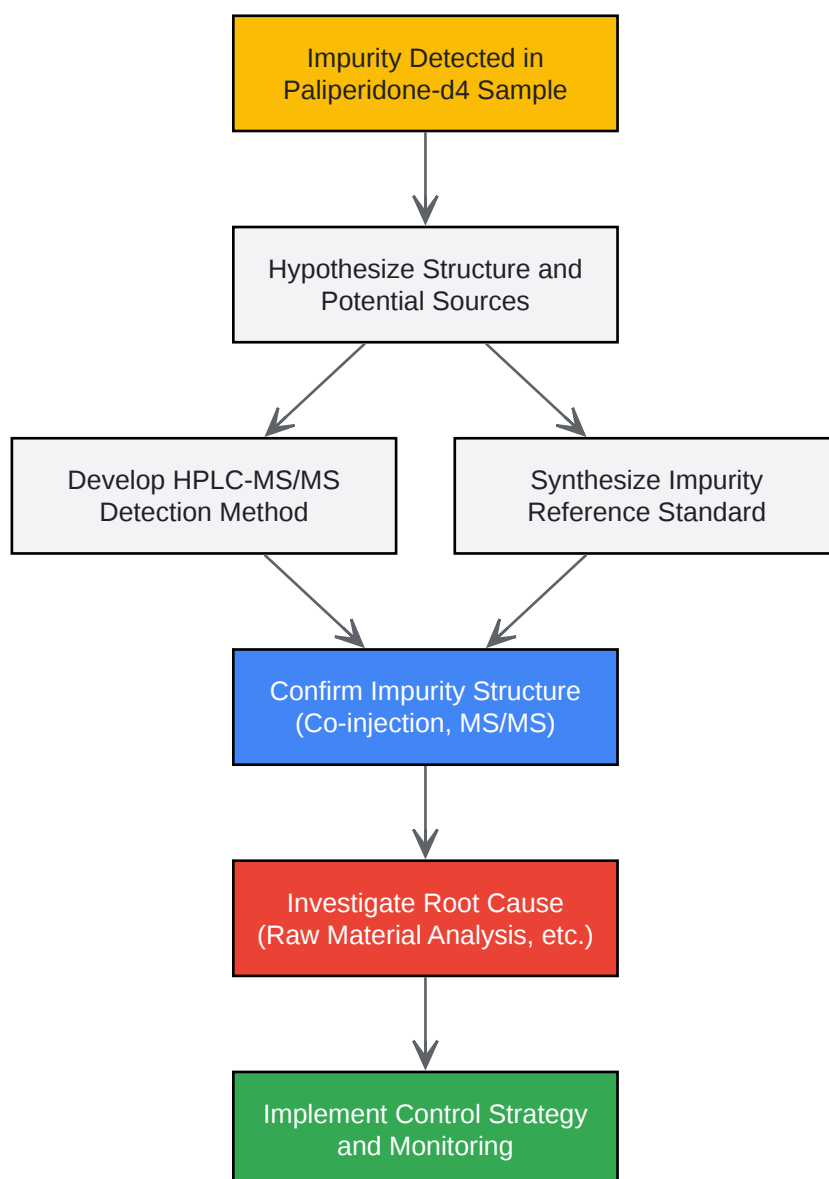 Impurity Detected in
Paliperidone-d4 Sample
Hypothesize Structure and
Potential Sources
Develop HPLC-MS/MS
Detection Method
Synthesize Impurity
Reference Standard
Confirm Impurity Structure
(Co-injection, MS/MS)
Investigate Root Cause
(Raw Material Analysis, etc.)
Implement Control Strategy
and Monitoring